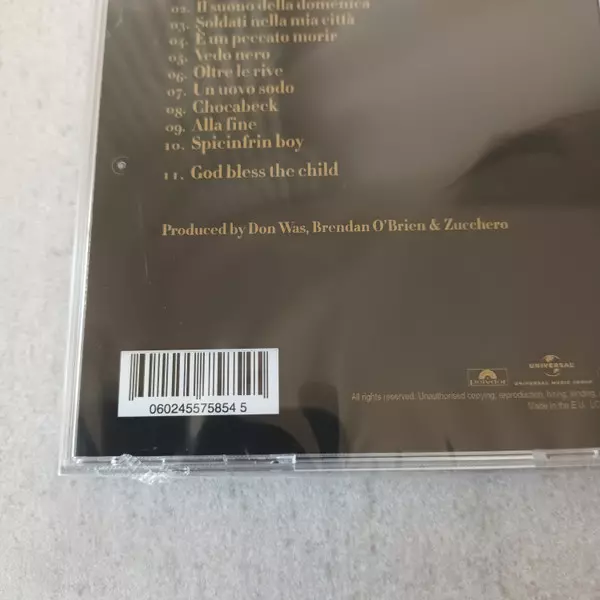 02. Il suono della domenica
03. Soldati nella mia città
04. È un peccato morir
05. Vedo nero
06. Oltre le rive
07. Un uovo sodo
08. Chocabeck
09. Alla fine
10. Spicinfrin boy
11. God bless the child
Produced by Don Was, Brendan O'Brien & Zucchero
060245575854 5
Polydor
UNIVERSAL
UNIVERSAL MUSIC GROUP
All rights reserved. Unauthorised copying, reproduction, hiring, lending,
Made in the E.U.